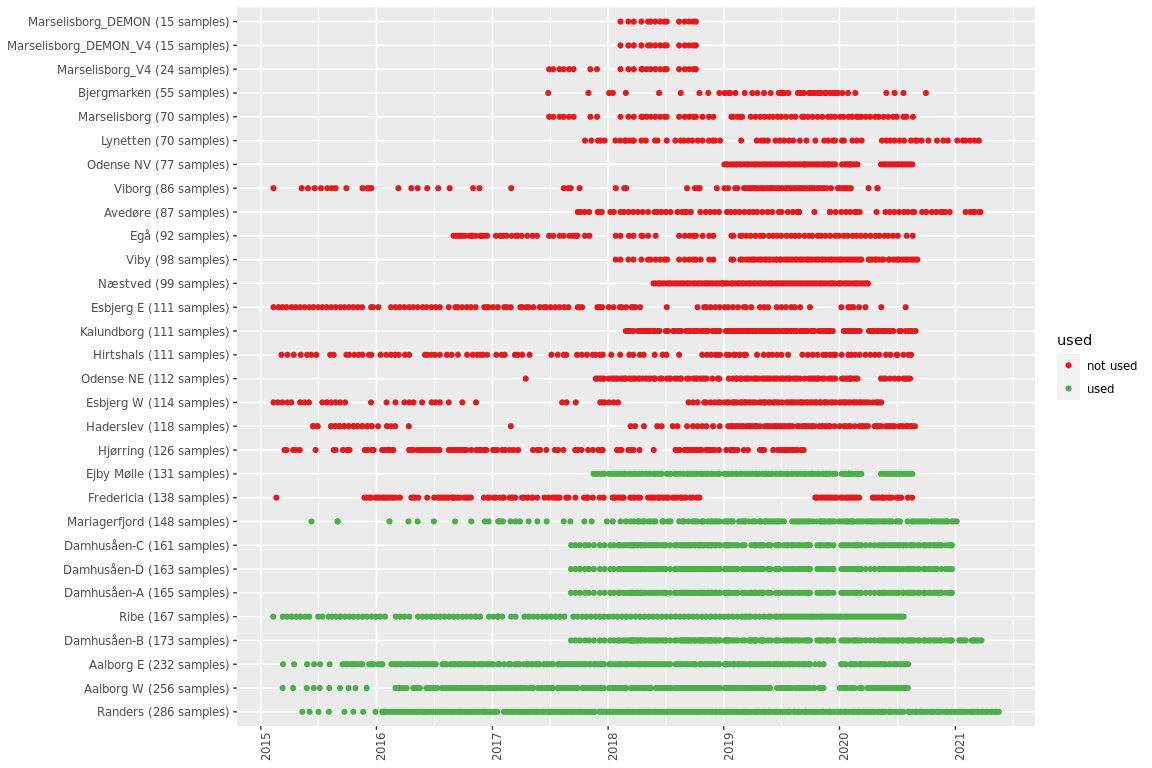 Marselisborg_DEMON (15 samples)
Marselisborg_DEMON_V4 (15 samples)
Marselisborg_V4 (24 samples)
Bjergmarken (55 samples)
Marselisborg (70 samples)
Lynetten (70 samples)
Odense NV (77 samples)
Viborg (86 samples)
Avedøre (87 samples)
Egå (92 samples)
Viby (98 samples)
Næstved (99 samples)
Esbjerg E (111 samples)
Kalundborg (111 samples)
Hirtshals (111 samples)
Odense NE (112 samples)
Esbjerg W (114 samples)
Haderslev (118 samples)
Hjørring (126 samples)
Ejby Mølle (131 samples)
Fredericia (138 samples)
Mariagerfjord (148 samples)
Damhusåen-C (161 samples)
Damhusåen-D (163 samples)
Damhusåen-A (165 samples)
Ribe (167 samples)
Damhusåen-B (173 samples)
Aalborg E (232 samples)
Aalborg W (256 samples)
Randers (286 samples)
2015
2016
2017
2018
2019
2020
2021
used
not used
used